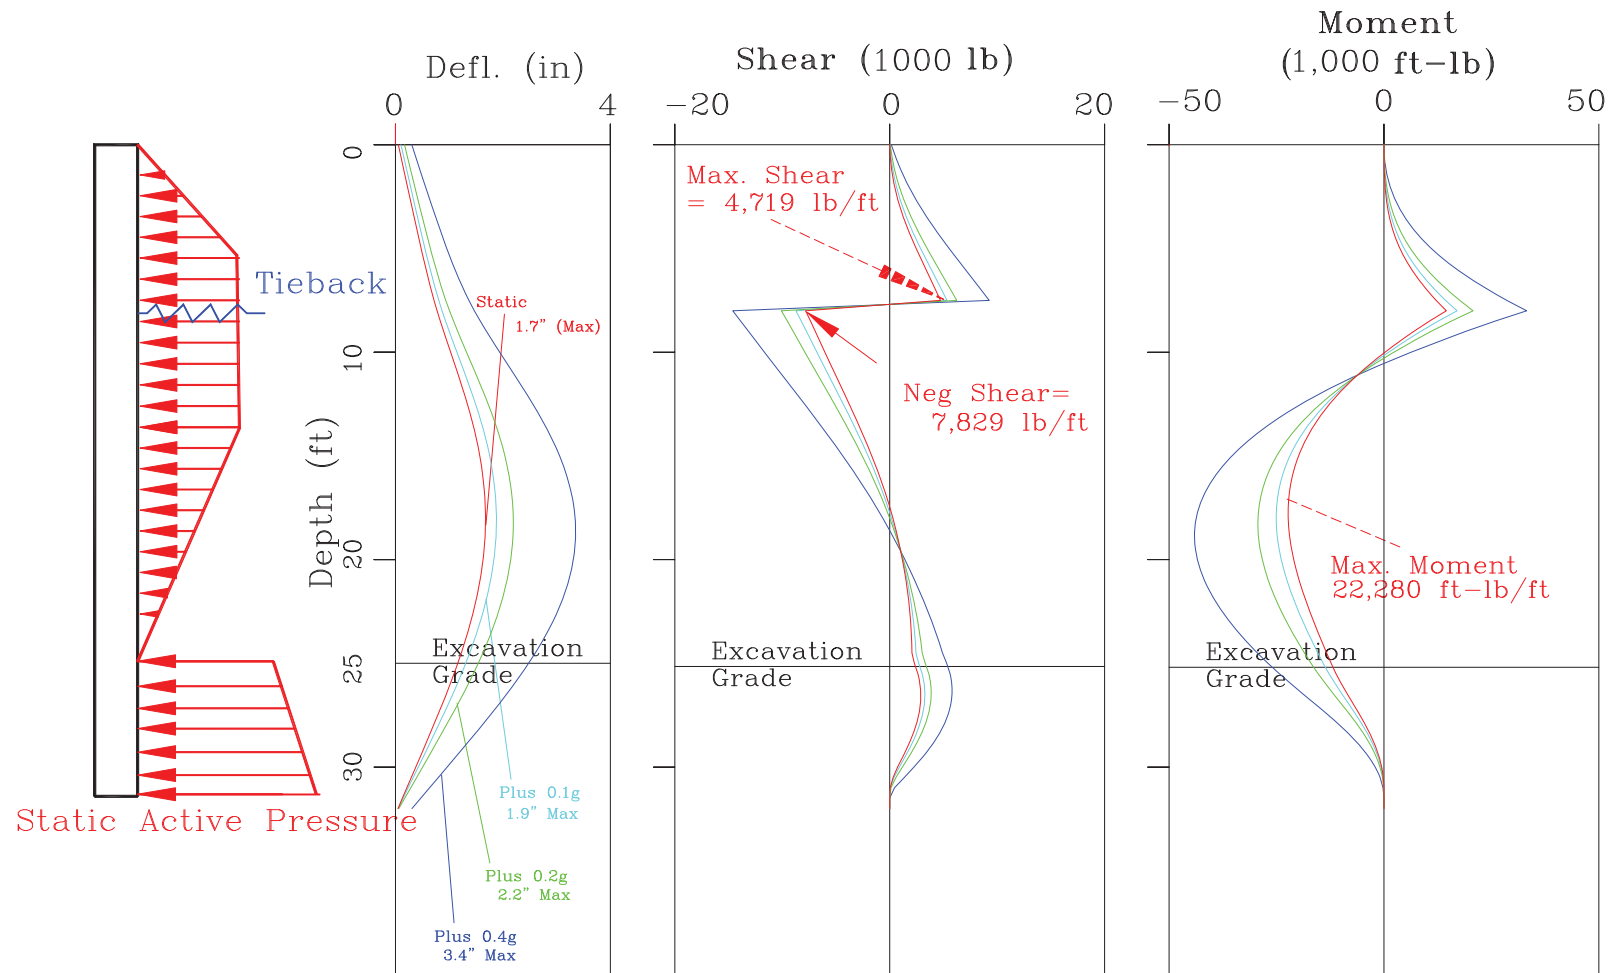 Defl. (in)
0 4
Shear (1000 lb)
-20 0 20
Moment
(1,000 ft-lb)
-50 0 50
Depth (ft)
0
10
20
25
30
Tieback
Static Active Pressure
Static
1.7" (Max)
Excavation
Grade
Plus 0.1g
1.9" Max
Plus 0.2g
2.2" Max
Plus 0.4g
3.4" Max
Max. Shear
= 4,719 lb/ft
Neg Shear=
7,829 lb/ft
Excavation
Grade
Max. Moment
22,280 ft-lb/ft
Excavation
Grade